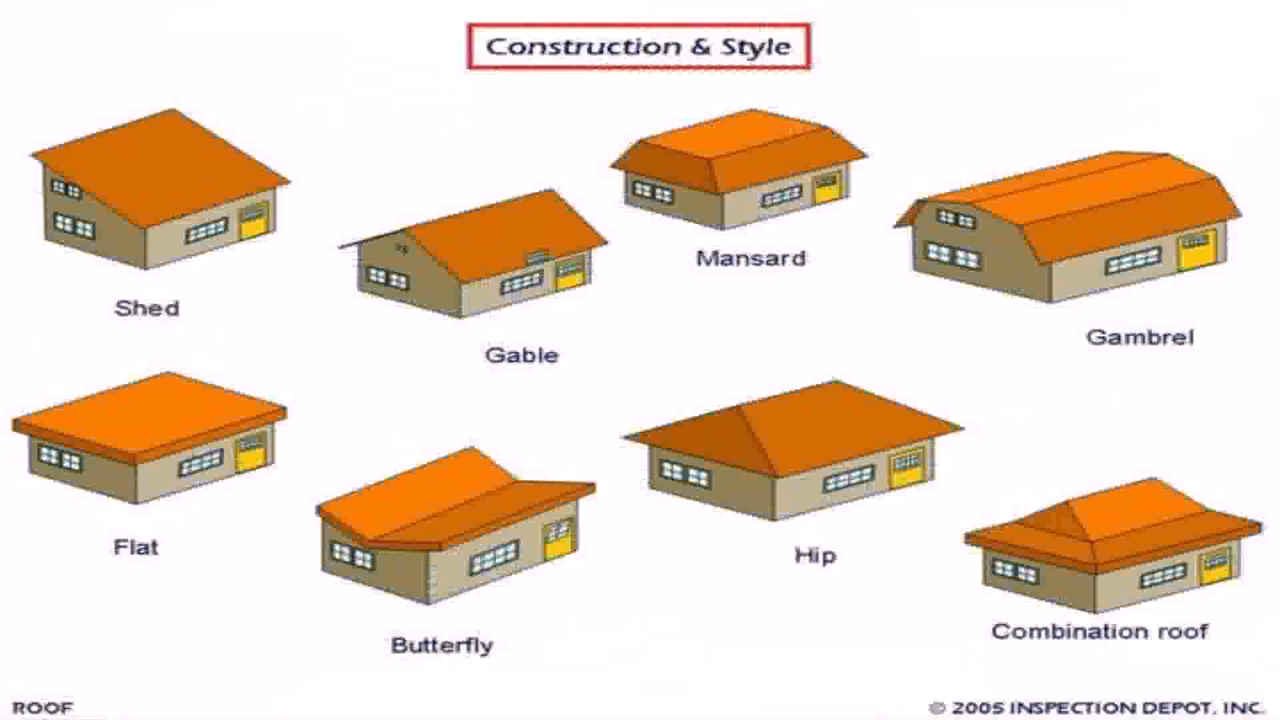 Construction & Style
Shed
Gable
Mansard
Gambrel
Flat
Butterfly
Hip
Combination roof
ROOF
© 2005 INSPECTION DEPOT, INC.